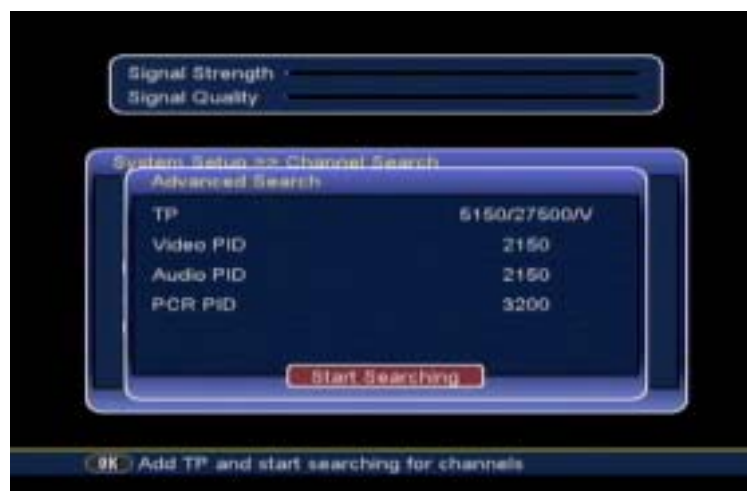 Signal Strength
Signal Quality
System Setup >> Channel Search
Advanced Search
TP 5150/27500/V
Video PID 2150
Audio PID 2150
PCR PID 3200
Start Searching
OK Add TP and start searching for channels